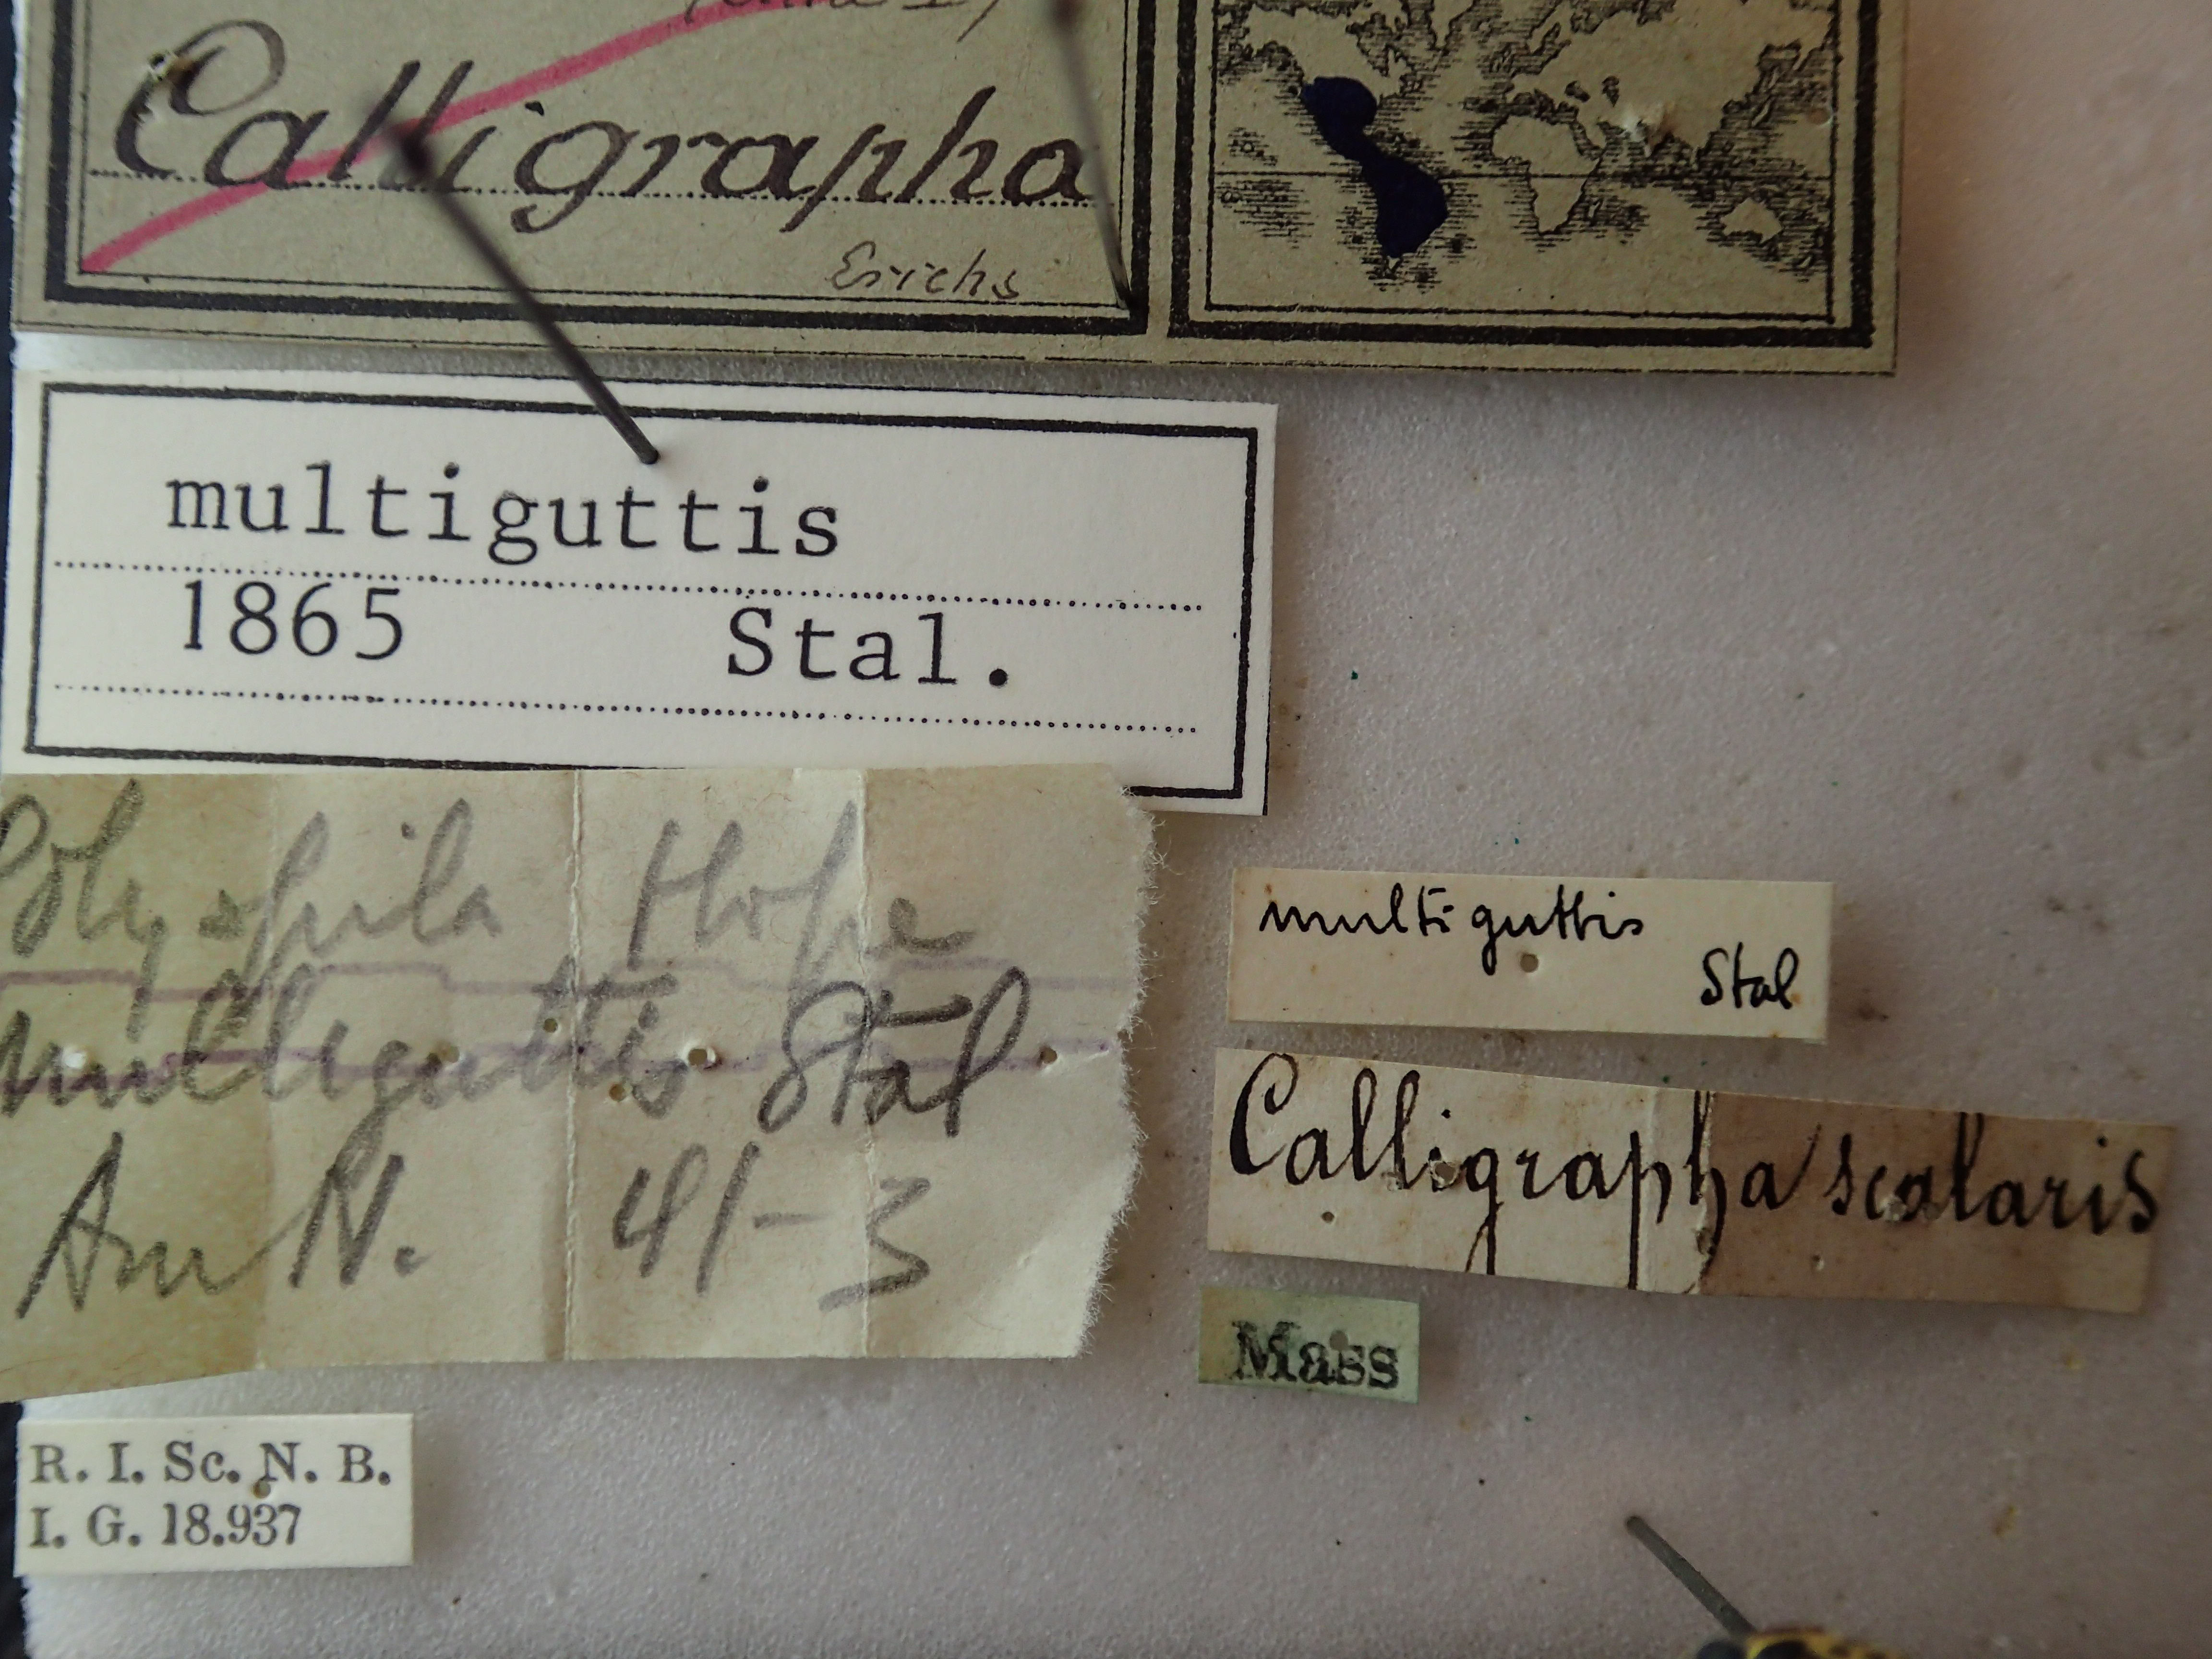 Calligrapha
Erichs
multiguttis
1865 Stal.
Polyspila Hope
multiguttis Stål
Am N. 41-3
R. I. Sc. N. B.
I. G. 18.937
multiguttis
Stal
Calligrapha scalaris
Mass